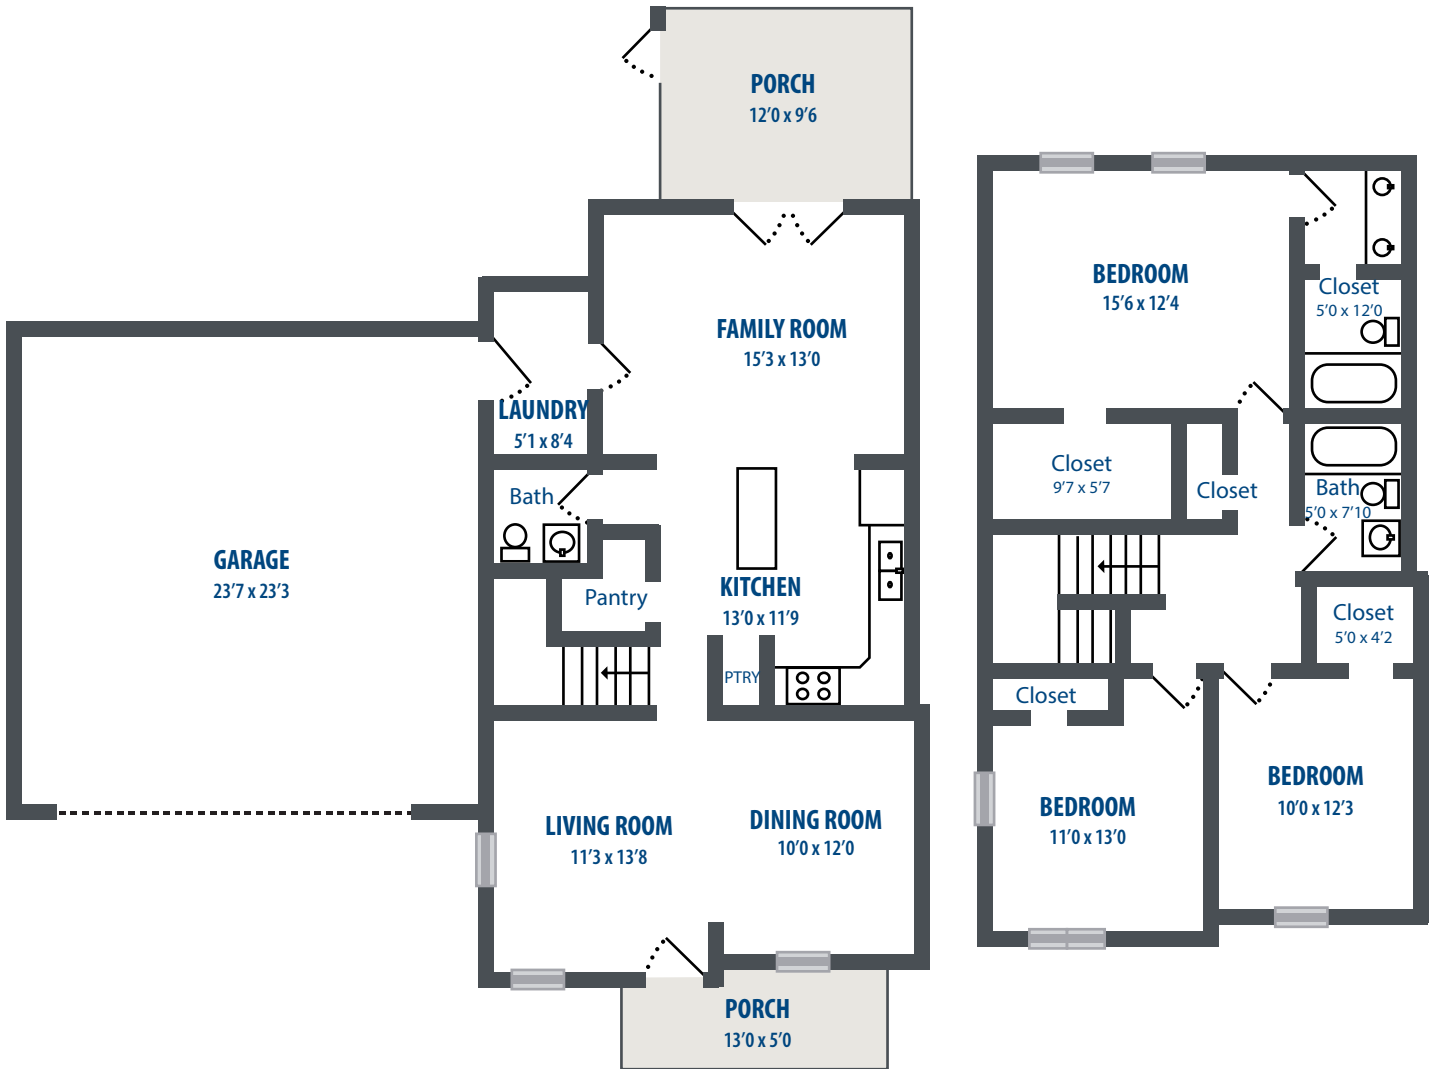 PORCH
12'0 x 9'6
FAMILY ROOM
15'3 x 13'0
LAUNDRY
5'1 x 8'4
Bath
GARAGE
23'7 x 23'3
Pantry
KITCHEN
13'0 x 11'9
PTRY
LIVING ROOM
11'3 x 13'8
DINING ROOM
10'0 x 12'0
PORCH
13'0 x 5'0
BEDROOM
15'6 x 12'4
Closet
5'0 x 12'0
Closet
9'7 x 5'7
Closet
Bath
5'0 x 7'10
Closet
5'0 x 4'2
Closet
BEDROOM
11'0 x 13'0
BEDROOM
10'0 x 12'3